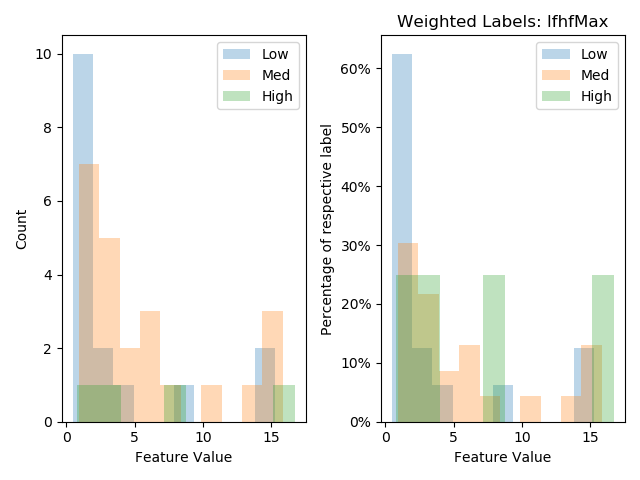 Weighted Labels: lfhfMax
Low
Med
High
Count
10
8
6
4
2
0
0
5
10
15
Feature Value
Low
Med
High
Percentage of respective label
60%
50%
40%
30%
20%
10%
0%
0
5
10
15
Feature Value